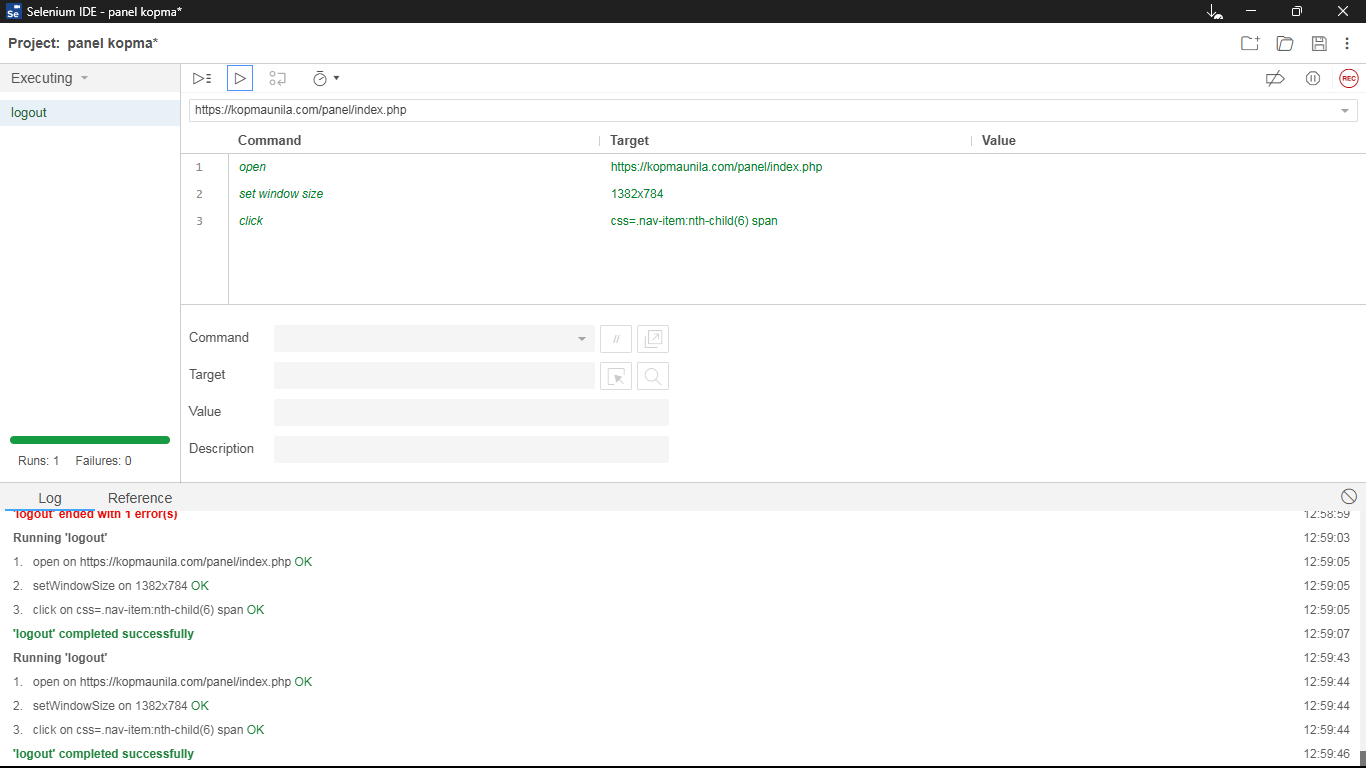 Se Selenium IDE - panel kopma*
Project: panel kopma*
Executing
logout
REC
https://kopmaunila.com/panel/index.php
Command Target Value
1 open https://kopmaunila.com/panel/index.php
2 set window size 1382x784
3 click css=.nav-item:nth-child(6) span
Command //
Target
Value
Description
Runs: 1 Failures: 0
Log Reference
'logout' ended with 1 error(s) 12:58:59
Running 'logout' 12:59:03
1. open on https://kopmaunila.com/panel/index.php OK 12:59:05
2. setWindowSize on 1382x784 OK 12:59:05
3. click on css=.nav-item:nth-child(6) span OK 12:59:05
'logout' completed successfully 12:59:07
Running 'logout' 12:59:43
1. open on https://kopmaunila.com/panel/index.php OK 12:59:44
2. setWindowSize on 1382x784 OK 12:59:44
3. click on css=.nav-item:nth-child(6) span OK 12:59:44
'logout' completed successfully 12:59:46